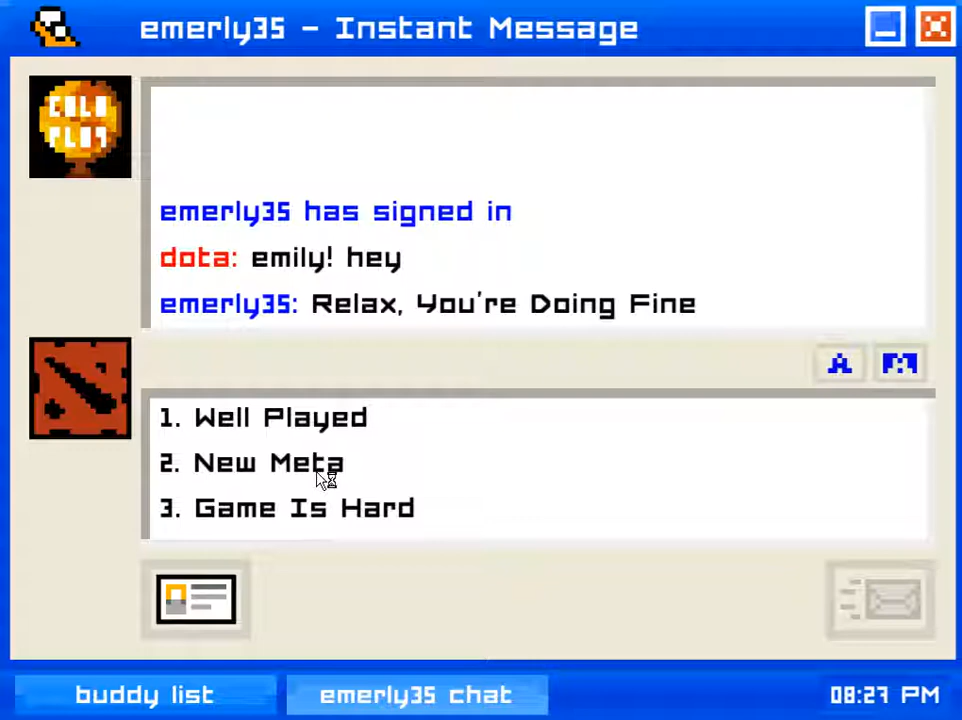 emerly35 - Instant Message
COLD
PLAY
emerly35 has signed in
dota: emily! hey
emerly35: Relax, You're Doing Fine
A
1. Well Played
2. New Meta
3. Game Is Hard
buddy list
emerly35 chat
08:27 PM